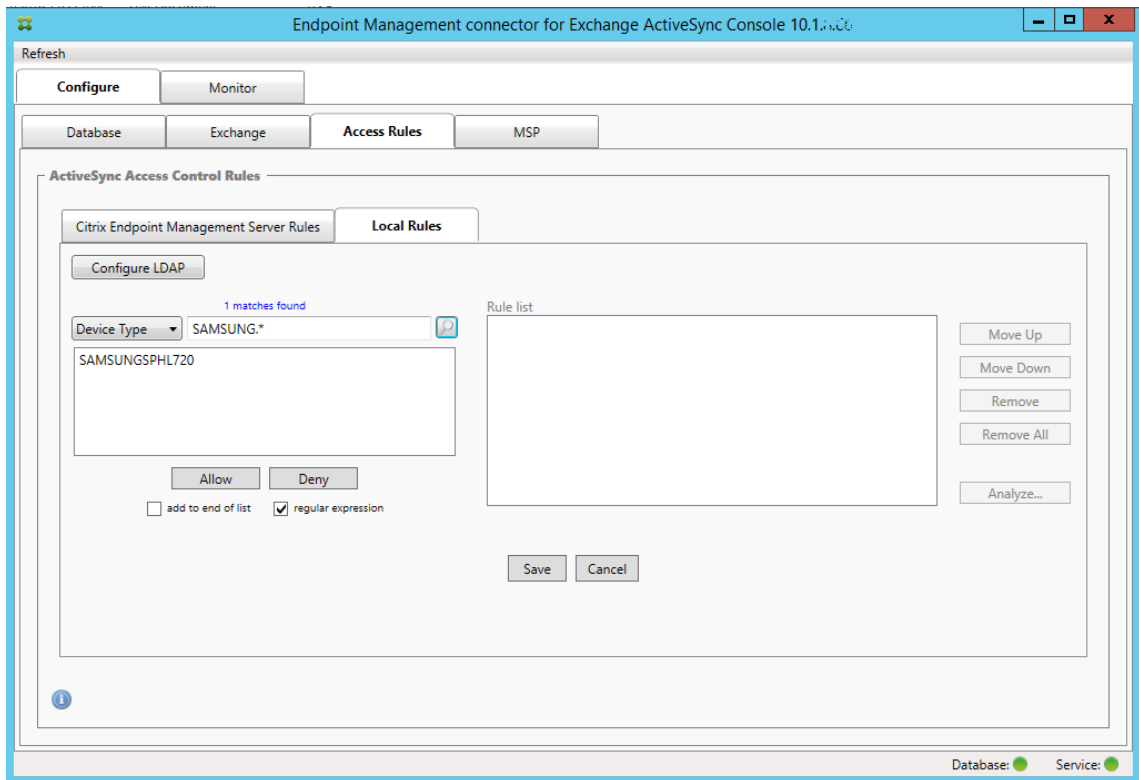 Endpoint Management connector for Exchange ActiveSync Console 10.1.
Refresh
Configure
Monitor
Database
Exchange
Access Rules
MSP
ActiveSync Access Control Rules
Citrix Endpoint Management Server Rules
Local Rules
Configure LDAP
1 matches found
Device Type
SAMSUNG.*
SAMSUNGSPHL720
Allow
Deny
add to end of list
regular expression
Rule list
Move Up
Move Down
Remove
Remove All
Analyze...
Save
Cancel
Database:
Service: